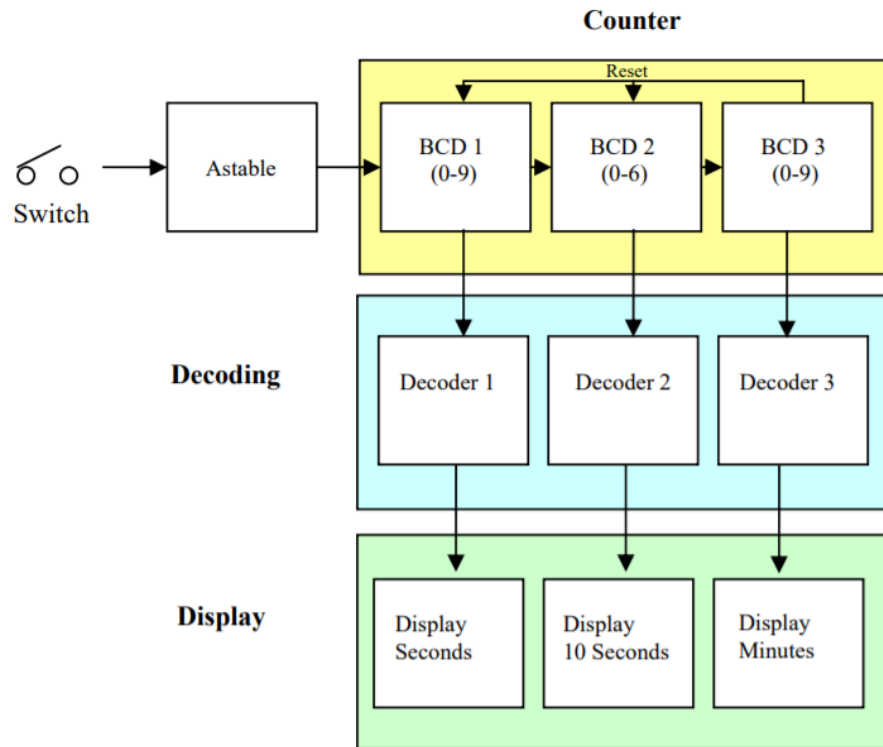 Counter
Reset
Switch
Astable
BCD 1
(0-9)
BCD 2
(0-6)
BCD 3
(0-9)
Decoding
Decoder 1
Decoder 2
Decoder 3
Display
Display
Seconds
Display
10 Seconds
Display
Minutes